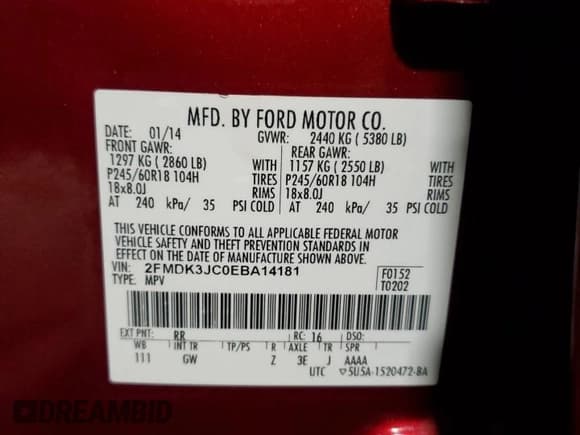 MFD. BY FORD MOTOR CO.
DATE: 01/14 GVWR: 2440 KG ( 5380 LB)
FRONT GAWR: REAR GAWR:
1297 KG ( 2860 LB) WITH 1157 KG ( 2550 LB) WITH
P245/60R18 104H TIRES P245/60R18 104H TIRES
18x8.0J RIMS 18x8.0J RIMS
AT 240 kPa/ 35 PSI COLD AT 240 kPa/ 35 PSI COLD
THIS VEHICLE CONFORMS TO ALL APPLICABLE FEDERAL MOTOR
VEHICLE SAFETY AND THEFT PREVENTION STANDARDS IN
EFFECT ON THE DATE OF MANUFACTURE SHOWN ABOVE.
VIN: 2FMDK3JC0EBA14181 F0152
TYPE: MPV T0202
EXT PNT: RR RC: 16 DSO:
WB INT TR TP/PS R AXLE TR SPR
111 GW Z 3E J AAAA
UTC ▽5U5A-1520472-BA
DREAMBID